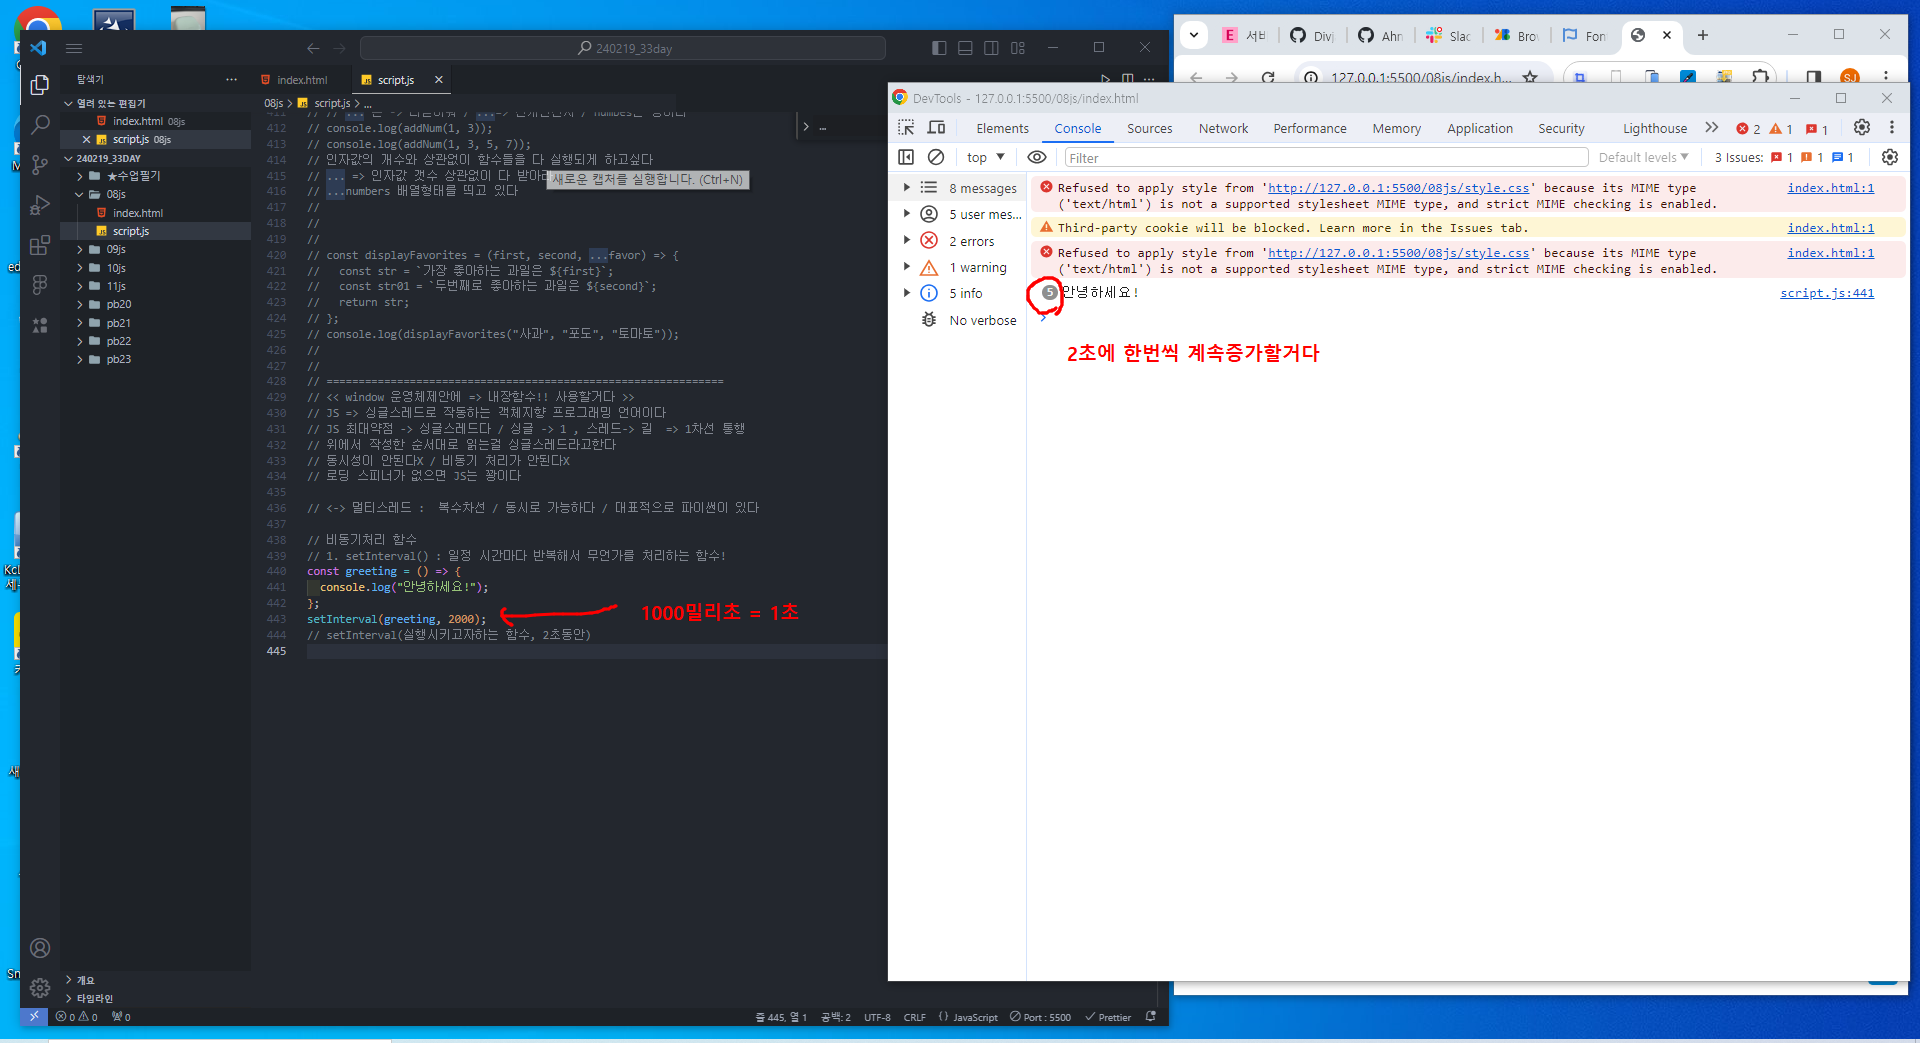 240219_33day
탐색기
index.html
script.js
열려 있는 편집기
index.html 08js
script.js 08js
240219_33DAY
★수업필기
08js
index.html
script.js
09js
10js
11js
pb20
pb21
pb22
pb23
개요
타임라인
08js > script.js > ...
412 // console.log(addNum(1, 3));
413 // console.log(addNum(1, 3, 5, 7));
414 // 인자값의 개수와 상관없이 함수들을 다 실행되게 하고싶다
415 // ... => 인자값 갯수 상관없이 다 받아
새로운 캡처를 실행합니다. (Ctrl+N)
416 // ...numbers 배열형태를 띄고 있다
417 //
418 //
419 //
420 // const displayFavorites = (first, second, ...favor) => {
421 //   const str = `가장 좋아하는 과일은 ${first}`;
422 //   const str01 = `두번째로 좋아하는 과일은 ${second}`;
423 //   return str;
424 // };
425 // console.log(displayFavorites("사과", "포도", "토마토"));
426 //
427 //
428 // ==============================================================
429 // << window 운영체제안에 => 내장함수!! 사용할거다 >>
430 // JS => 싱글스레드로 작동하는 객체지향 프로그래밍 언어이다
431 // JS 최대약점 -> 싱글스레드다 / 싱글 -> 1 , 스레드-> 길  => 1차선 통행
432 // 위에서 작성한 순서대로 읽는걸 싱글스레드라고한다
433 // 동시성이 안된다X / 비동기 처리가 안된다X
434 // 로딩 스피너가 없으면 JS는 꽝이다
435
436 // <-> 멀티스레드 :  복수차선 / 동시로 가능하다 / 대표적으로 파이썬이 있다
437
438 // 비동기처리 함수
439 // 1. setInterval() : 일정 시간마다 반복해서 무언가를 처리하는 함수!
440 const greeting = () => {
441   console.log("안녕하세요!");
442 };
443 setInterval(greeting, 2000);
1000밀리초 = 1초
444 // setInterval(실행시키고자하는 함수, 2초동안)
445
0 0 0
줄 445, 열 1 공백: 2 UTF-8 CRLF {} JavaScript Port : 5500 Prettier
서비 Divj Ahn Slac Brow Fon
127.0.0.1:5500/08js/index.h...
SJ
DevTools - 127.0.0.1:5500/08js/index.html
Elements Console Sources Network Performance Memory Application Security Lighthouse 2 1 1
top Filter Default levels 3 Issues: 1 1 1
8 messages
5 user mes...
2 errors
1 warning
5 info
No verbose
Refused to apply style from 'http://127.0.0.1:5500/08js/style.css' because its MIME type index.html:1
('text/html') is not a supported stylesheet MIME type, and strict MIME checking is enabled.
Third-party cookie will be blocked. Learn more in the Issues tab. index.html:1
Refused to apply style from 'http://127.0.0.1:5500/08js/style.css' because its MIME type index.html:1
('text/html') is not a supported stylesheet MIME type, and strict MIME checking is enabled.
5 안녕하세요! script.js:441
2초에 한번씩 계속증가할거다